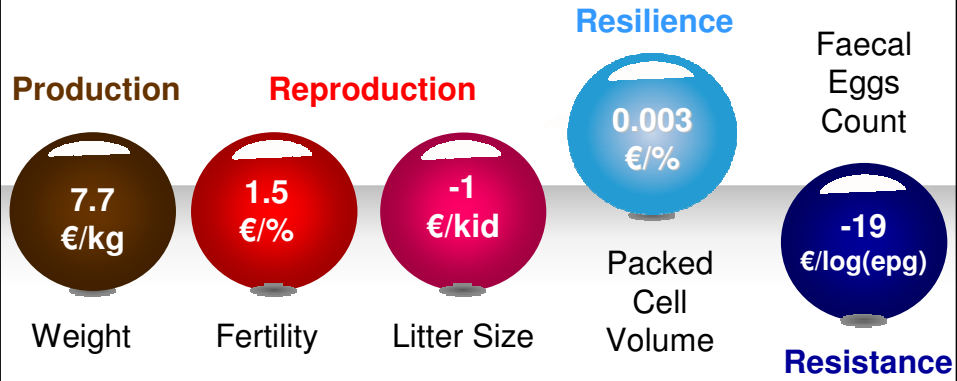 Production
7.7
€/kg
Weight
Reproduction
1.5
€/%
Fertility
-1
€/kid
Litter Size
Resilience
0.003
€/%
Packed
Cell
Volume
Faecal
Eggs
Count
-19
€/log(epg)
Resistance